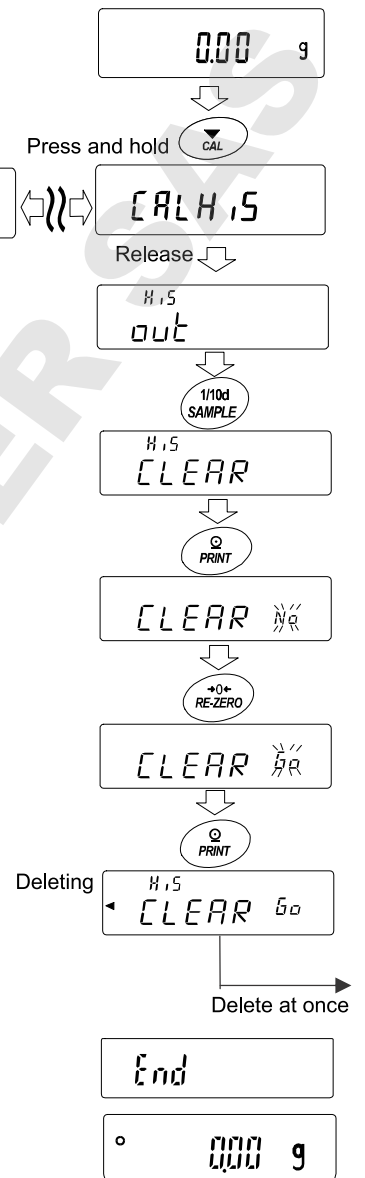 0.00 g
Press and hold
CAL
CALHiS
Release
HiS
out
1/10d
SAMPLE
HiS
CLEAR
PRINT
CLEAR No
→0←
RE-ZERO
CLEAR Go
PRINT
Deleting
HiS
CLEAR Go
Delete at once
End
0.00 g